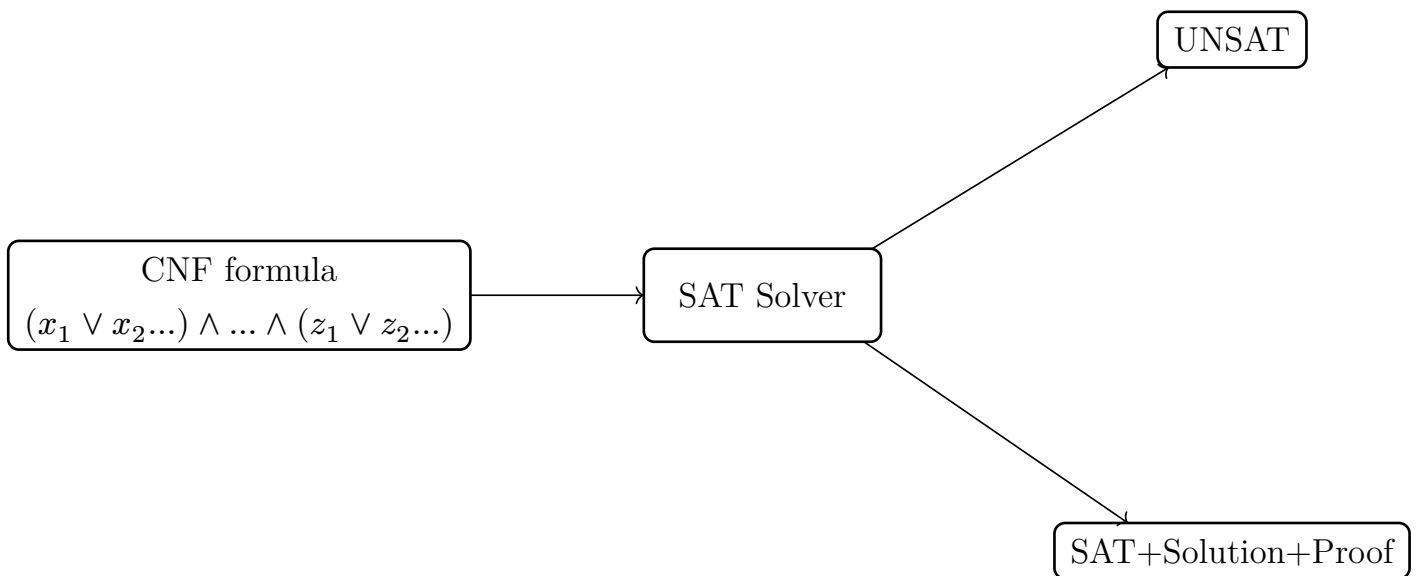 UNSAT
CNF formula
(x₁ ∨ x₂...) ∧ ... ∧ (z₁ ∨ z₂...)
SAT Solver
SAT+Solution+Proof